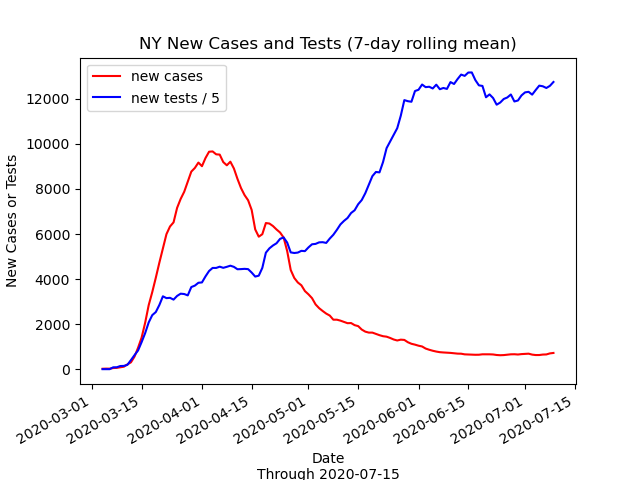 NY New Cases and Tests (7-day rolling mean)
new cases
new tests / 5
12000
10000
8000
6000
4000
2000
0
New Cases or Tests
2020-03-01
2020-03-15
2020-04-01
2020-04-15
2020-05-01
2020-05-15
2020-06-01
2020-06-15
2020-07-01
2020-07-15
Date
Through 2020-07-15